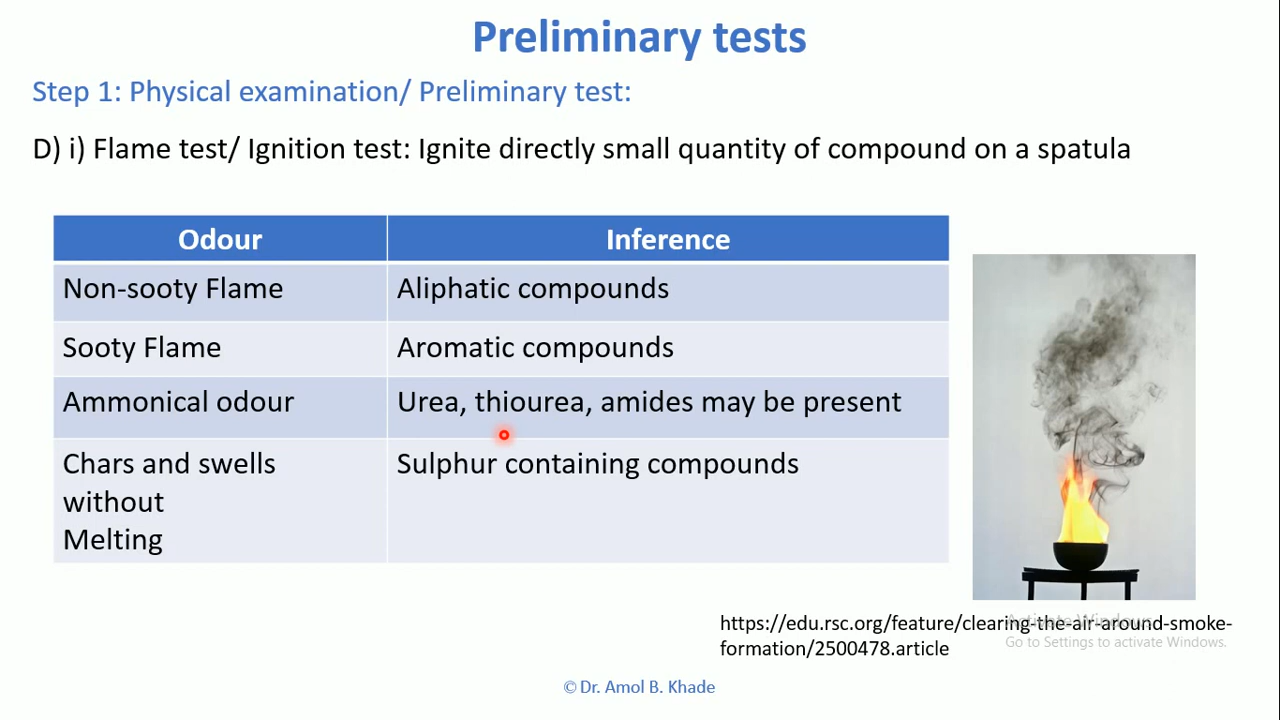 Preliminary tests
Step 1: Physical examination/ Preliminary test:
D) i) Flame test/ Ignition test: Ignite directly small quantity of compound on a spatula
Odour
Inference
Non-sooty Flame
Aliphatic compounds
Sooty Flame
Aromatic compounds
Ammonical odour
Urea, thiourea, amides may be present
Chars and swells
without
Melting
Sulphur containing compounds
https://edu.rsc.org/feature/clearing-the-air-around-smoke-
formation/2500478.article
Activate Windows
Go to Settings to activate Windows.
© Dr. Amol B. Khade